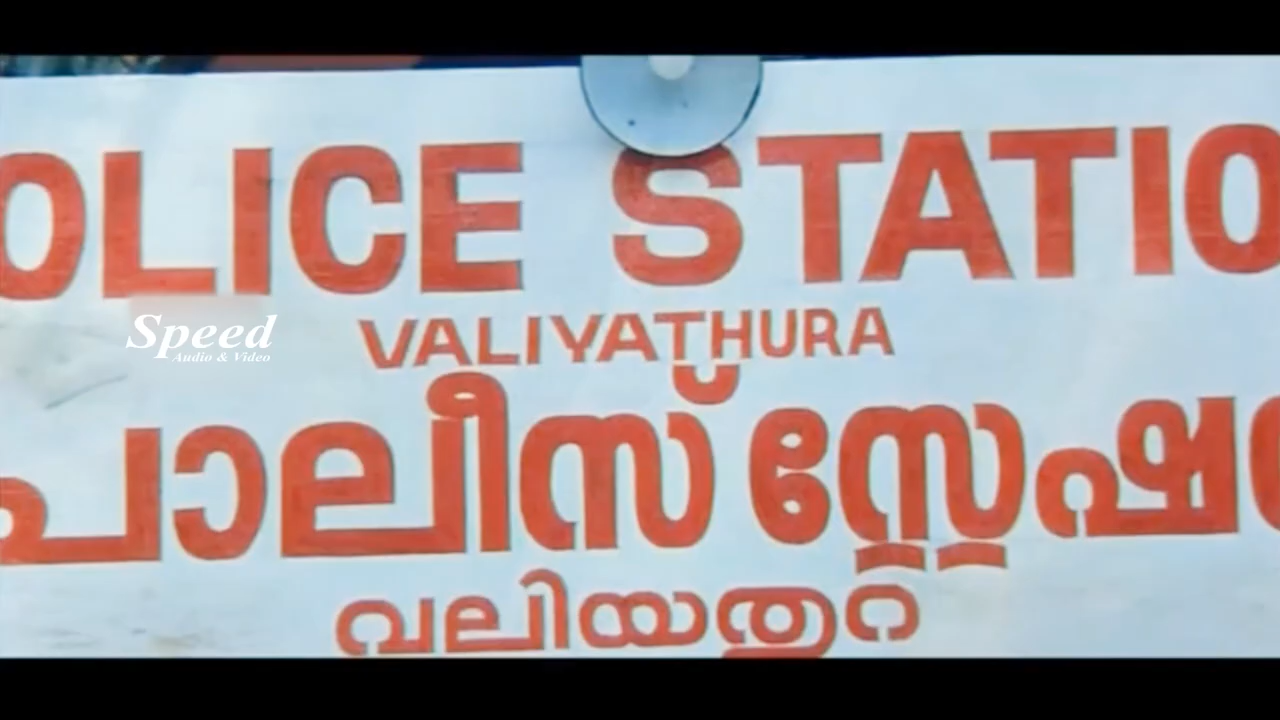 OLICE STATIO
VALIYATHURA
Speed
Audio & Video
പോലീസ് സ്റ്റേഷ
വലിയതുറ